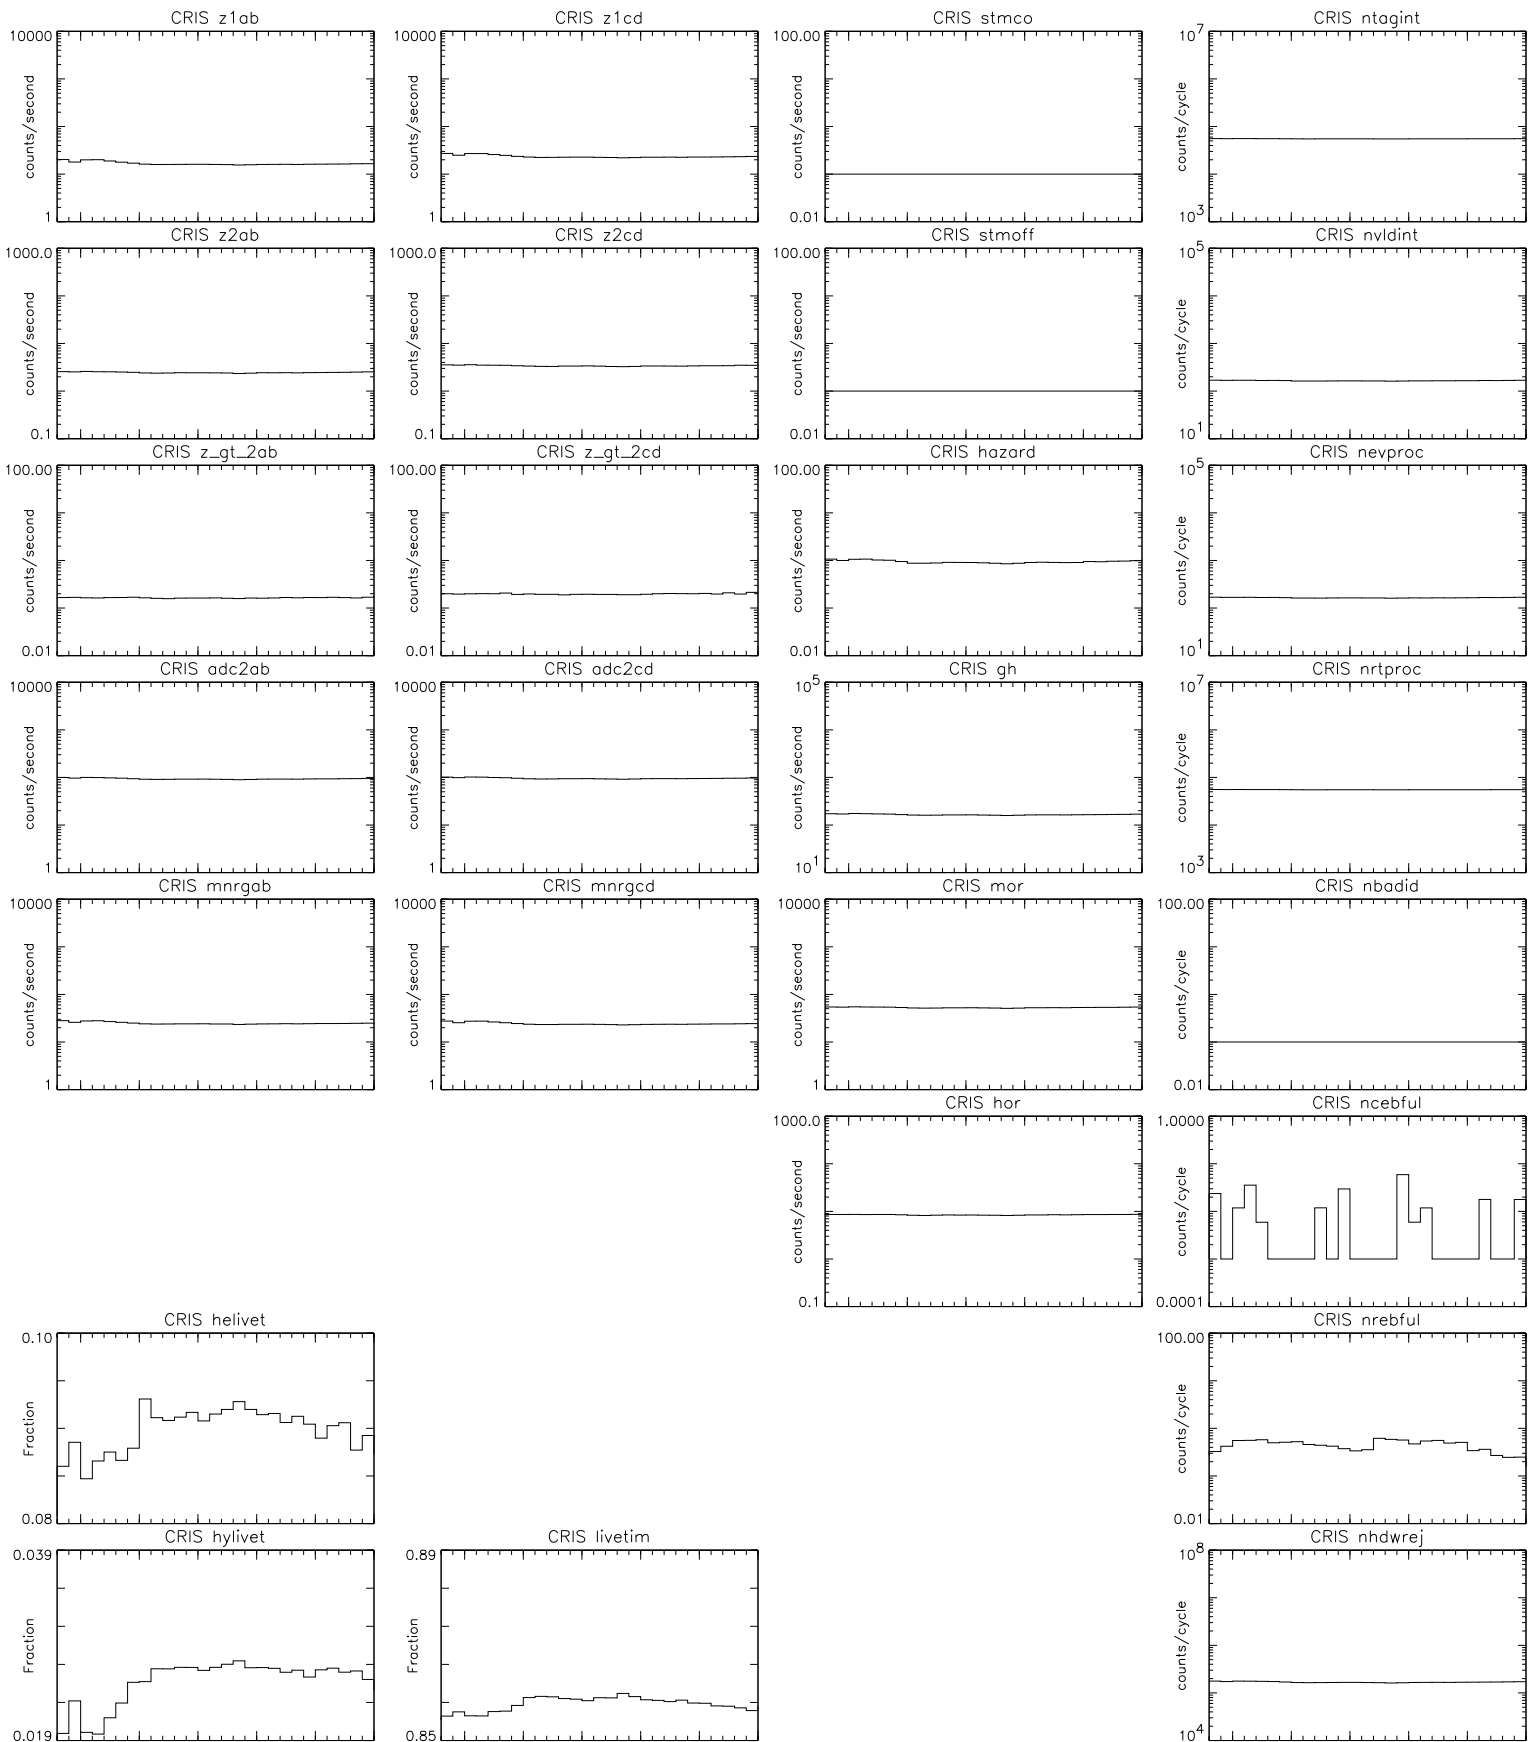 CRIS z1ab
10000
counts/second
1
CRIS z1cd
10000
counts/second
1
CRIS stmco
100.00
counts/second
0.01
CRIS ntagint
10^7
counts/cycle
10^3
CRIS z2ab
1000.0
counts/second
0.1
CRIS z2cd
1000.0
counts/second
0.1
CRIS stmoff
100.00
counts/second
0.01
CRIS nvldint
10^5
counts/cycle
10^1
CRIS z_gt_2ab
100.00
counts/second
0.01
CRIS z_gt_2cd
100.00
counts/second
0.01
CRIS hazard
100.00
counts/second
0.01
CRIS nevproc
10^5
counts/cycle
10^1
CRIS adc2ab
10000
counts/second
1
CRIS adc2cd
10000
counts/second
1
CRIS gh
10^5
counts/second
10^1
CRIS nrtproc
10^7
counts/cycle
10^3
CRIS mnrgab
10000
counts/second
1
CRIS mnrgcd
10000
counts/second
1
CRIS mor
10000
counts/second
1
CRIS nbadid
100.00
counts/cycle
0.01
CRIS hor
1000.0
counts/second
0.1
CRIS ncebful
1.0000
counts/cycle
0.0001
CRIS helivet
0.10
Fraction
0.08
CRIS nrebful
100.00
counts/cycle
0.01
CRIS hylivet
0.039
Fraction
0.019
CRIS livetim
0.89
Fraction
0.85
CRIS nhdwrej
10^8
counts/cycle
10^4